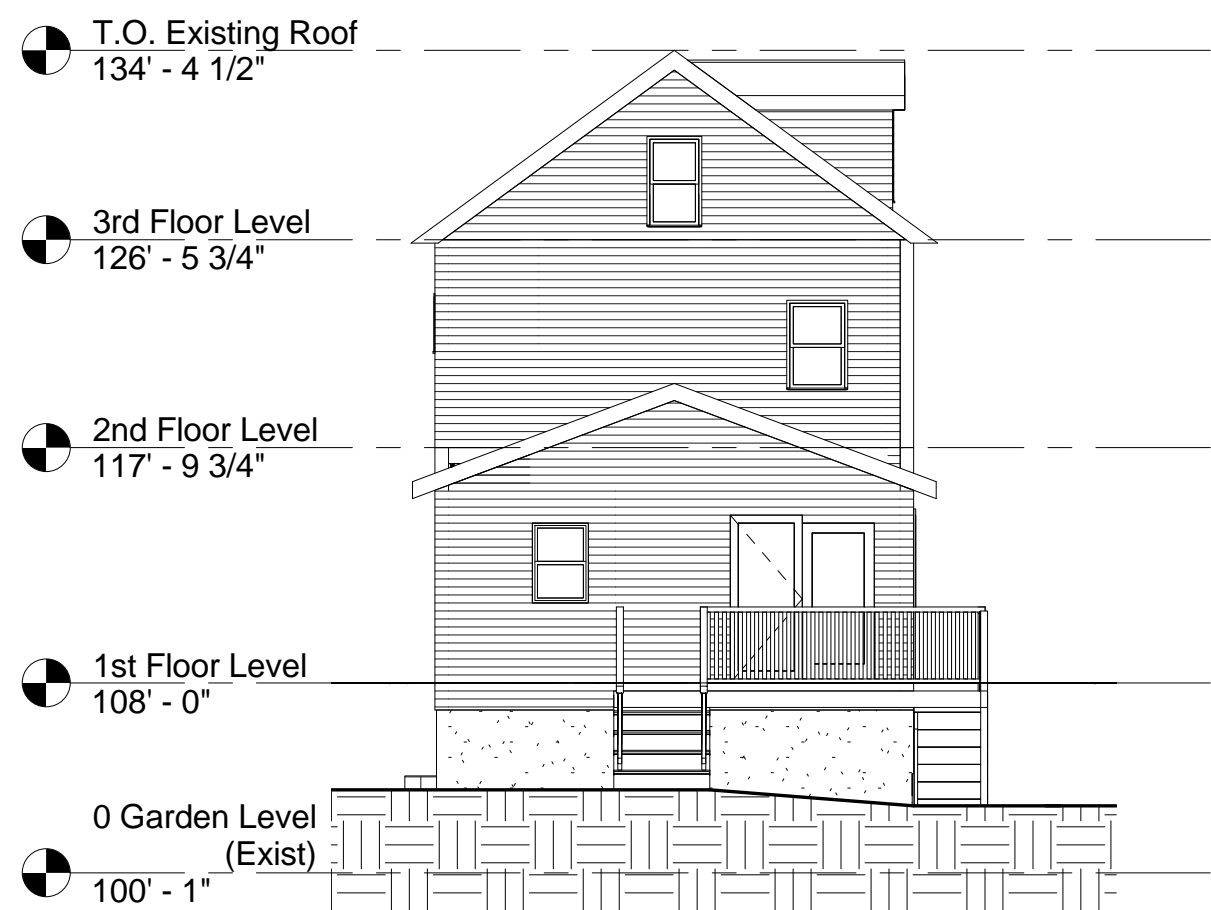 T.O. Existing Roof
134' - 4 1/2"
3rd Floor Level
126' - 5 3/4"
2nd Floor Level
117' - 9 3/4"
1st Floor Level
108' - 0"
0 Garden Level
(Exist)
100' - 1"